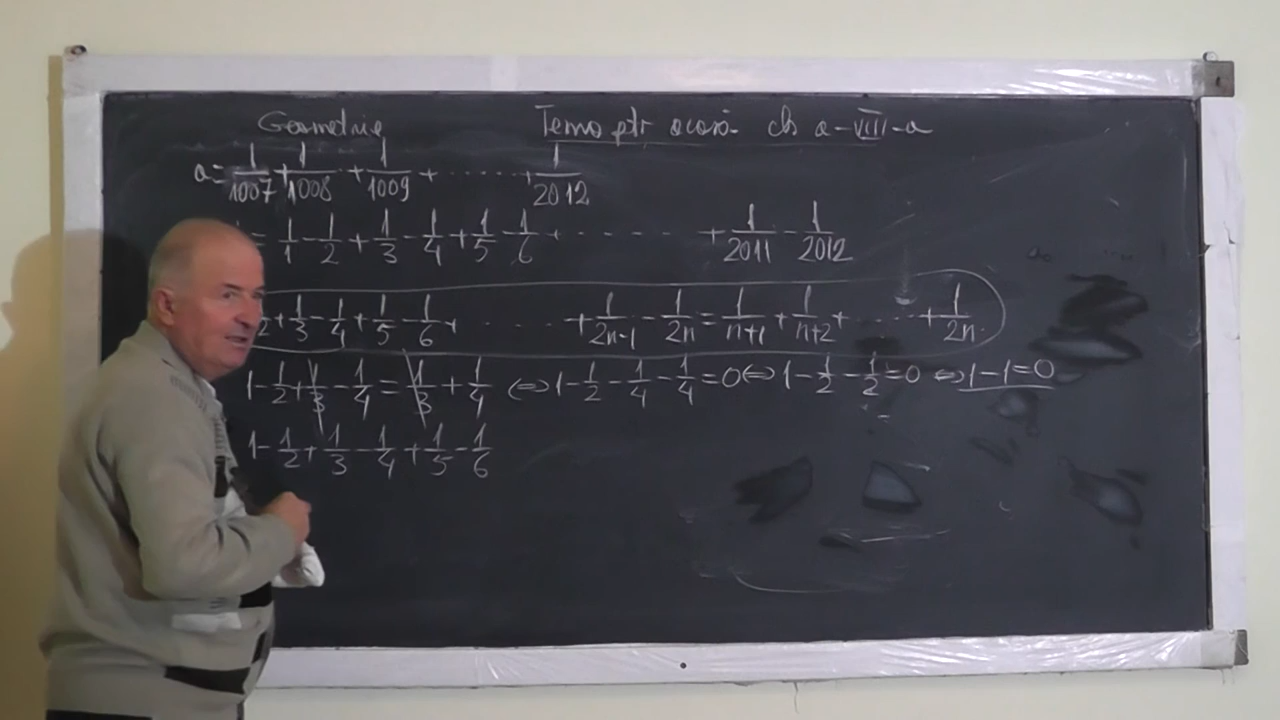 Geometrie Temo ptr acasă cls a-VIII-a
a=1/1007+1/1008+1/1009+.......+1/2012
=1/1-1/2+1/3-1/4+1/5-1/6+.......+1/2011-1/2012
2+1/3-1/4+1/5-1/6+.......+1/2n-1-1/2n=1/n+1+1/n+2+.....+1/2n
1-1/2+1/3-1/4=1/3+1/4⇔1-1/2-1/4-1/4=0⇔1-1/2-1/2=0⇔1-1=0
1-1/2+1/3-1/4+1/5-1/6